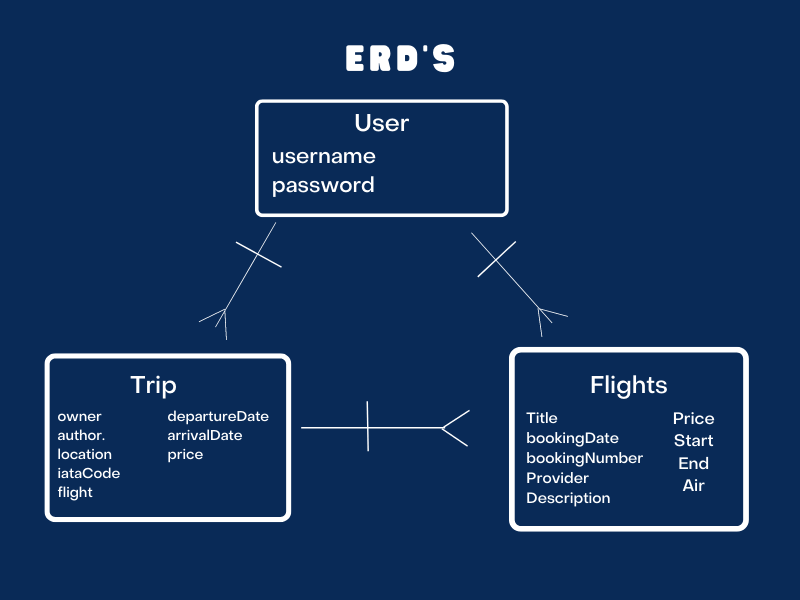 ERD'S
User
username
password
Trip
owner
author.
location
iataCode
flight
departureDate
arrivalDate
price
Flights
Title
bookingDate
bookingNumber
Provider
Description
Price
Start
End
Air